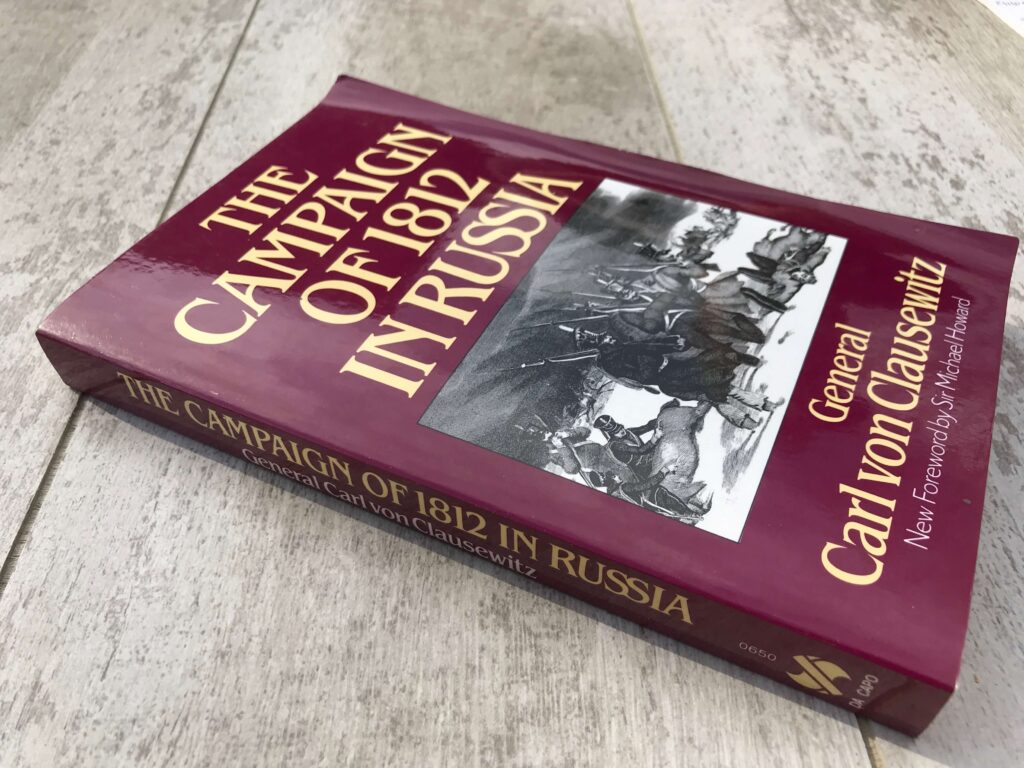 THE
CAMPAIGN
OF 1812
IN RUSSIA
General
Carl von Clausewitz
New Foreword by Sir Michael Howard
THE CAMPAIGN OF 1812 IN RUSSIA
General Carl von Clausewitz
0650
DA CAPO